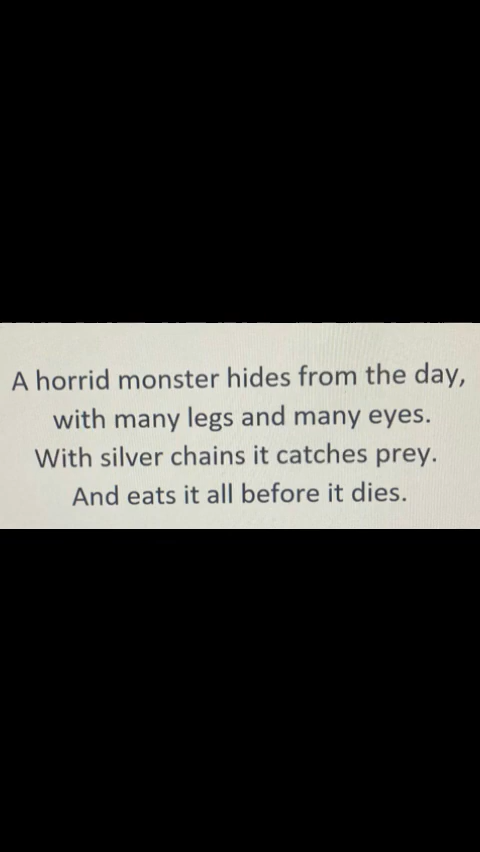 A horrid monster hides from the day,
with many legs and many eyes.
With silver chains it catches prey.
And eats it all before it dies.